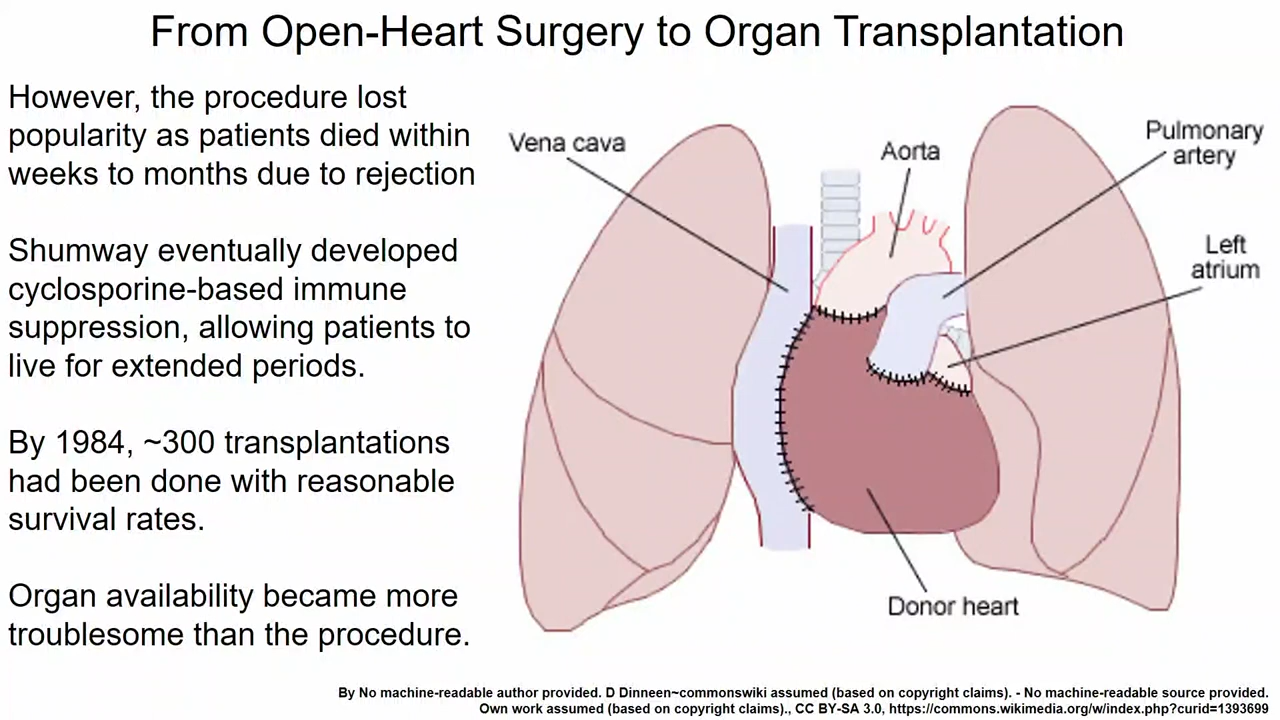 From Open-Heart Surgery to Organ Transplantation
However, the procedure lost
popularity as patients died within
weeks to months due to rejection
Shumway eventually developed
cyclosporine-based immune
suppression, allowing patients to
live for extended periods.
By 1984, ~300 transplantations
had been done with reasonable
survival rates.
Organ availability became more
troublesome than the procedure.
Vena cava
Aorta
Pulmonary
artery
Left
atrium
Donor heart
By No machine-readable author provided. D Dinneen~commonswiki assumed (based on copyright claims). - No machine-readable source provided.
Own work assumed (based on copyright claims)., CC BY-SA 3.0, https://commons.wikimedia.org/w/index.php?curid=1393699